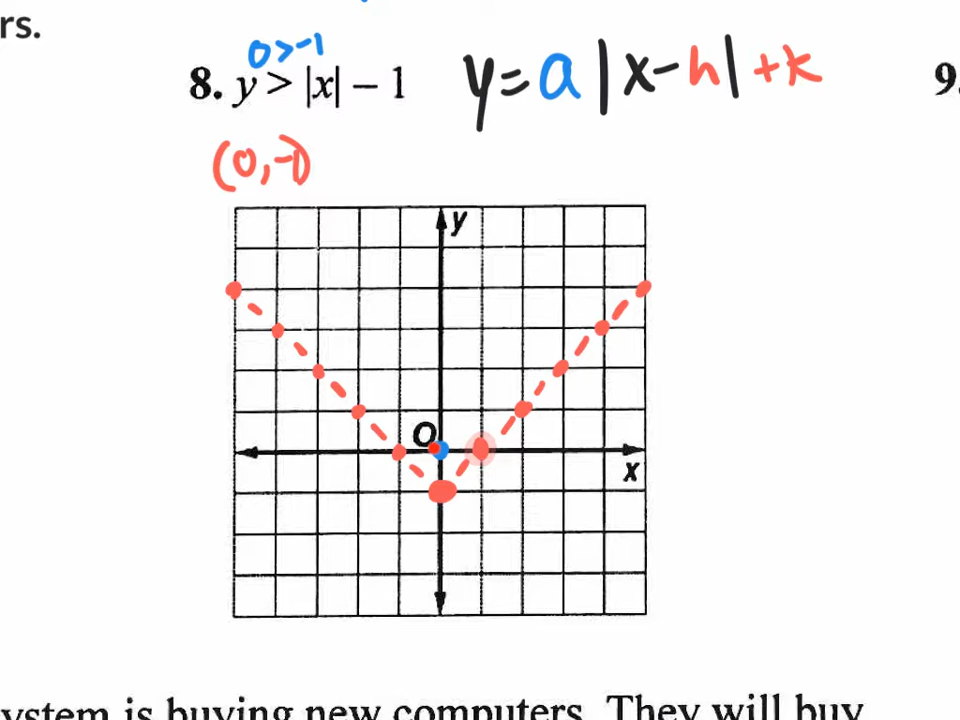 rs.
0 > -1
8. y > |x| – 1 y = a |x - h| + k 9.
(0, -1)
y
O
x
ystem is buying new computers. They will buy